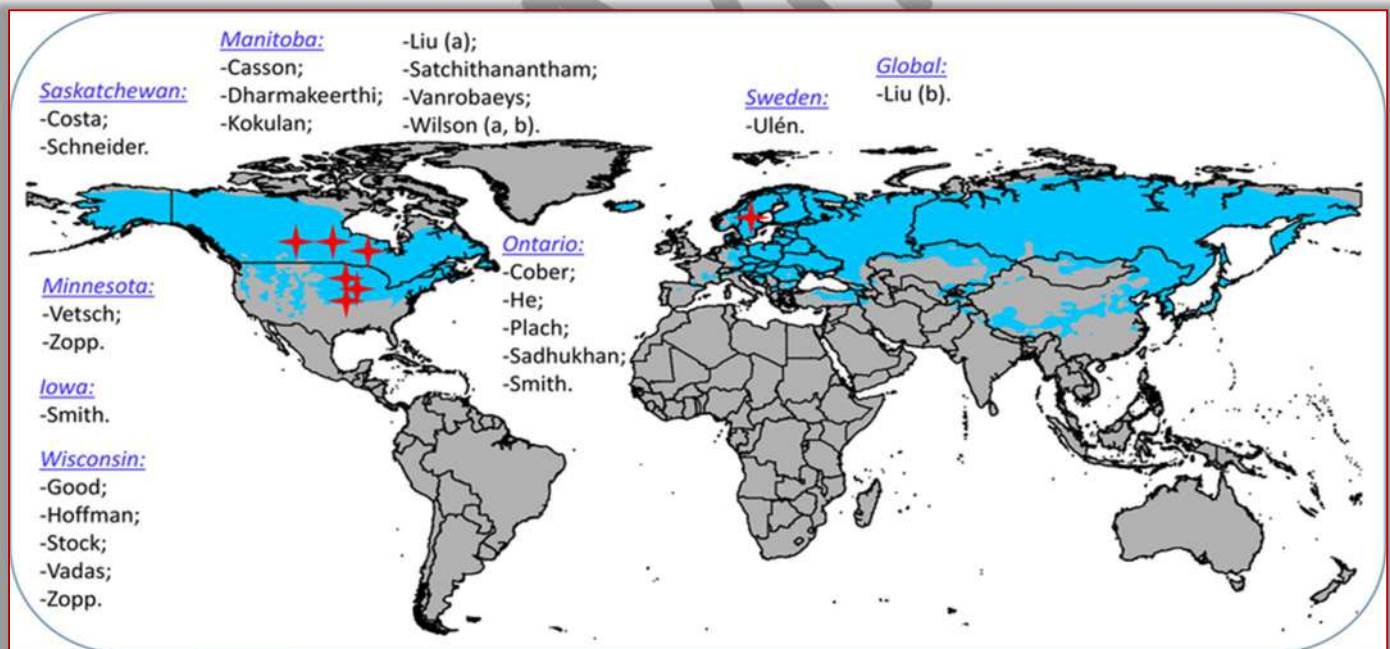 Saskatchewan:
-Costa;
-Schneider.
Manitoba:
-Casson;
-Dharmakeerthi;
-Kokulan;
-Liu (a);
-Satchithanantham;
-Vanrobaeys;
-Wilson (a, b).
Sweden:
-Ulén.
Global:
-Liu (b).
Ontario:
-Cober;
-He;
-Plach;
-Sadhukhan;
-Smith.
Minnesota:
-Vetsch;
-Zopp.
Iowa:
-Smith.
Wisconsin:
-Good;
-Hoffman;
-Stock;
-Vadas;
-Zopp.